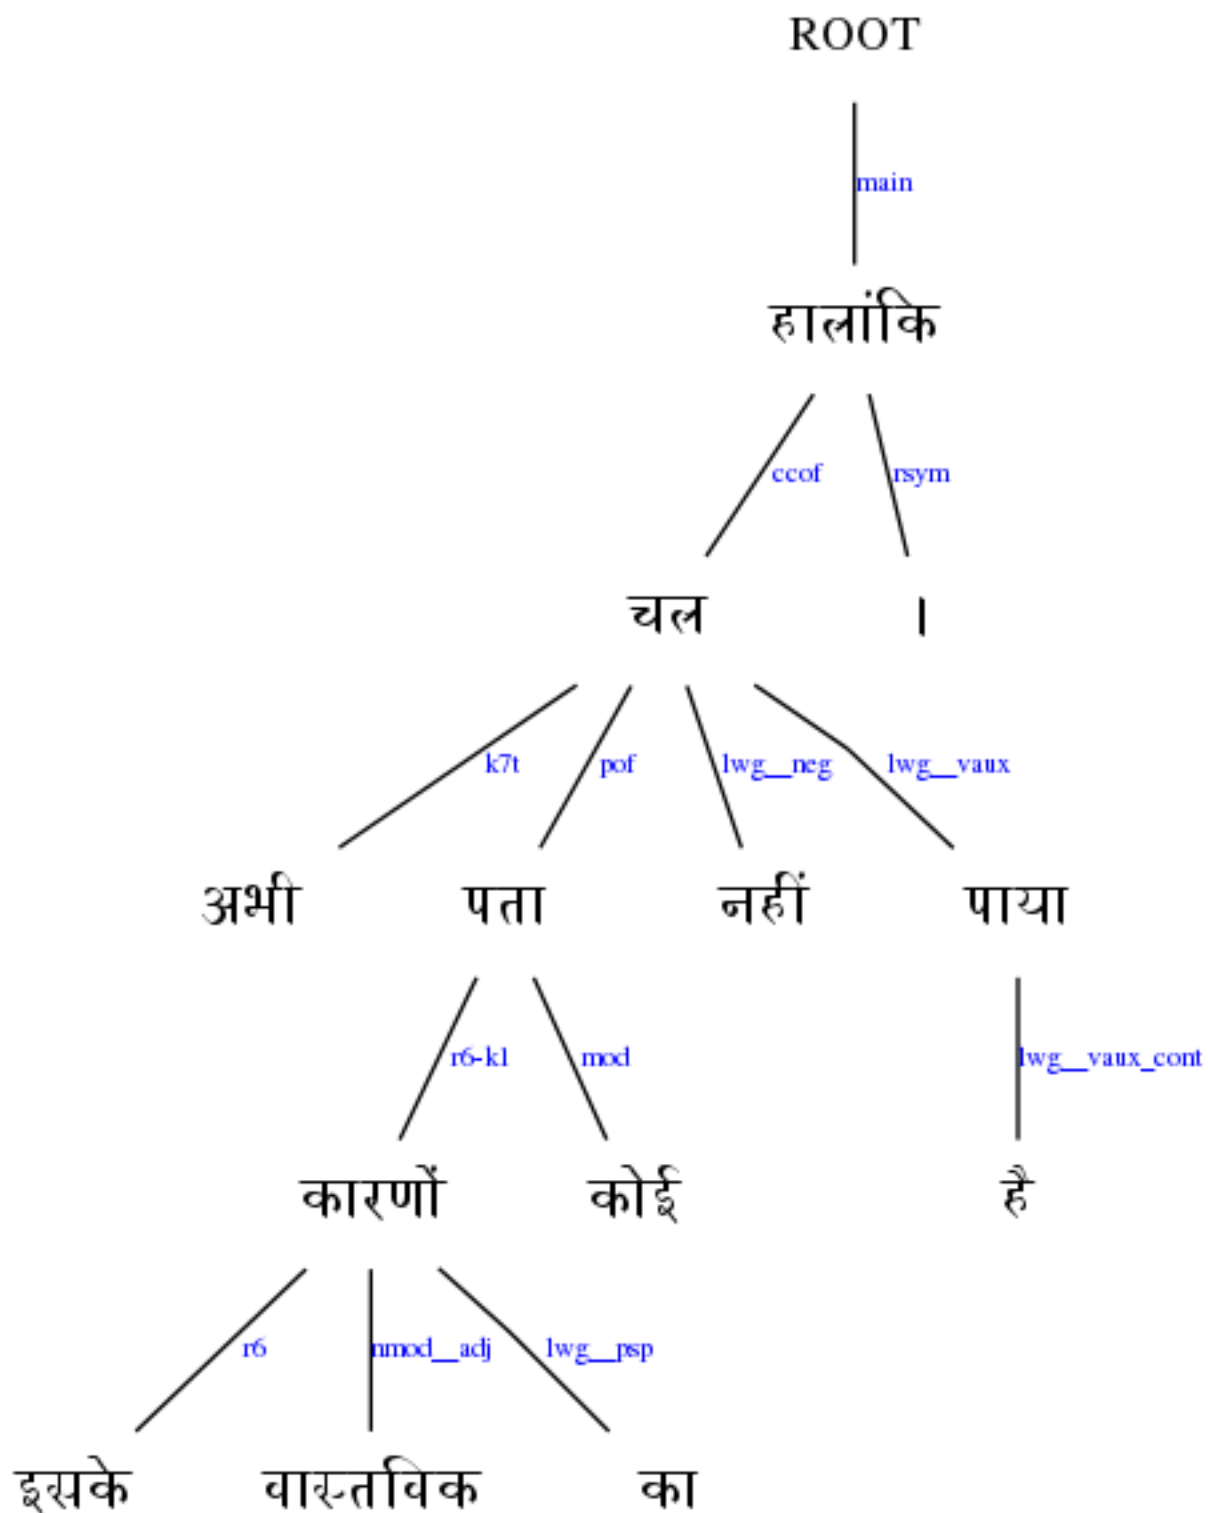 ROOT
main
हालांकि
ccof rsym
चल ।
k7t pof lwg__neg lwg__vaux
अभी पता नहीं पाया
r6-k1 mod lwg__vaux_cont
कारणों कोई है
r6 nmod__adj lwg__psp
इसके वास्तविक का